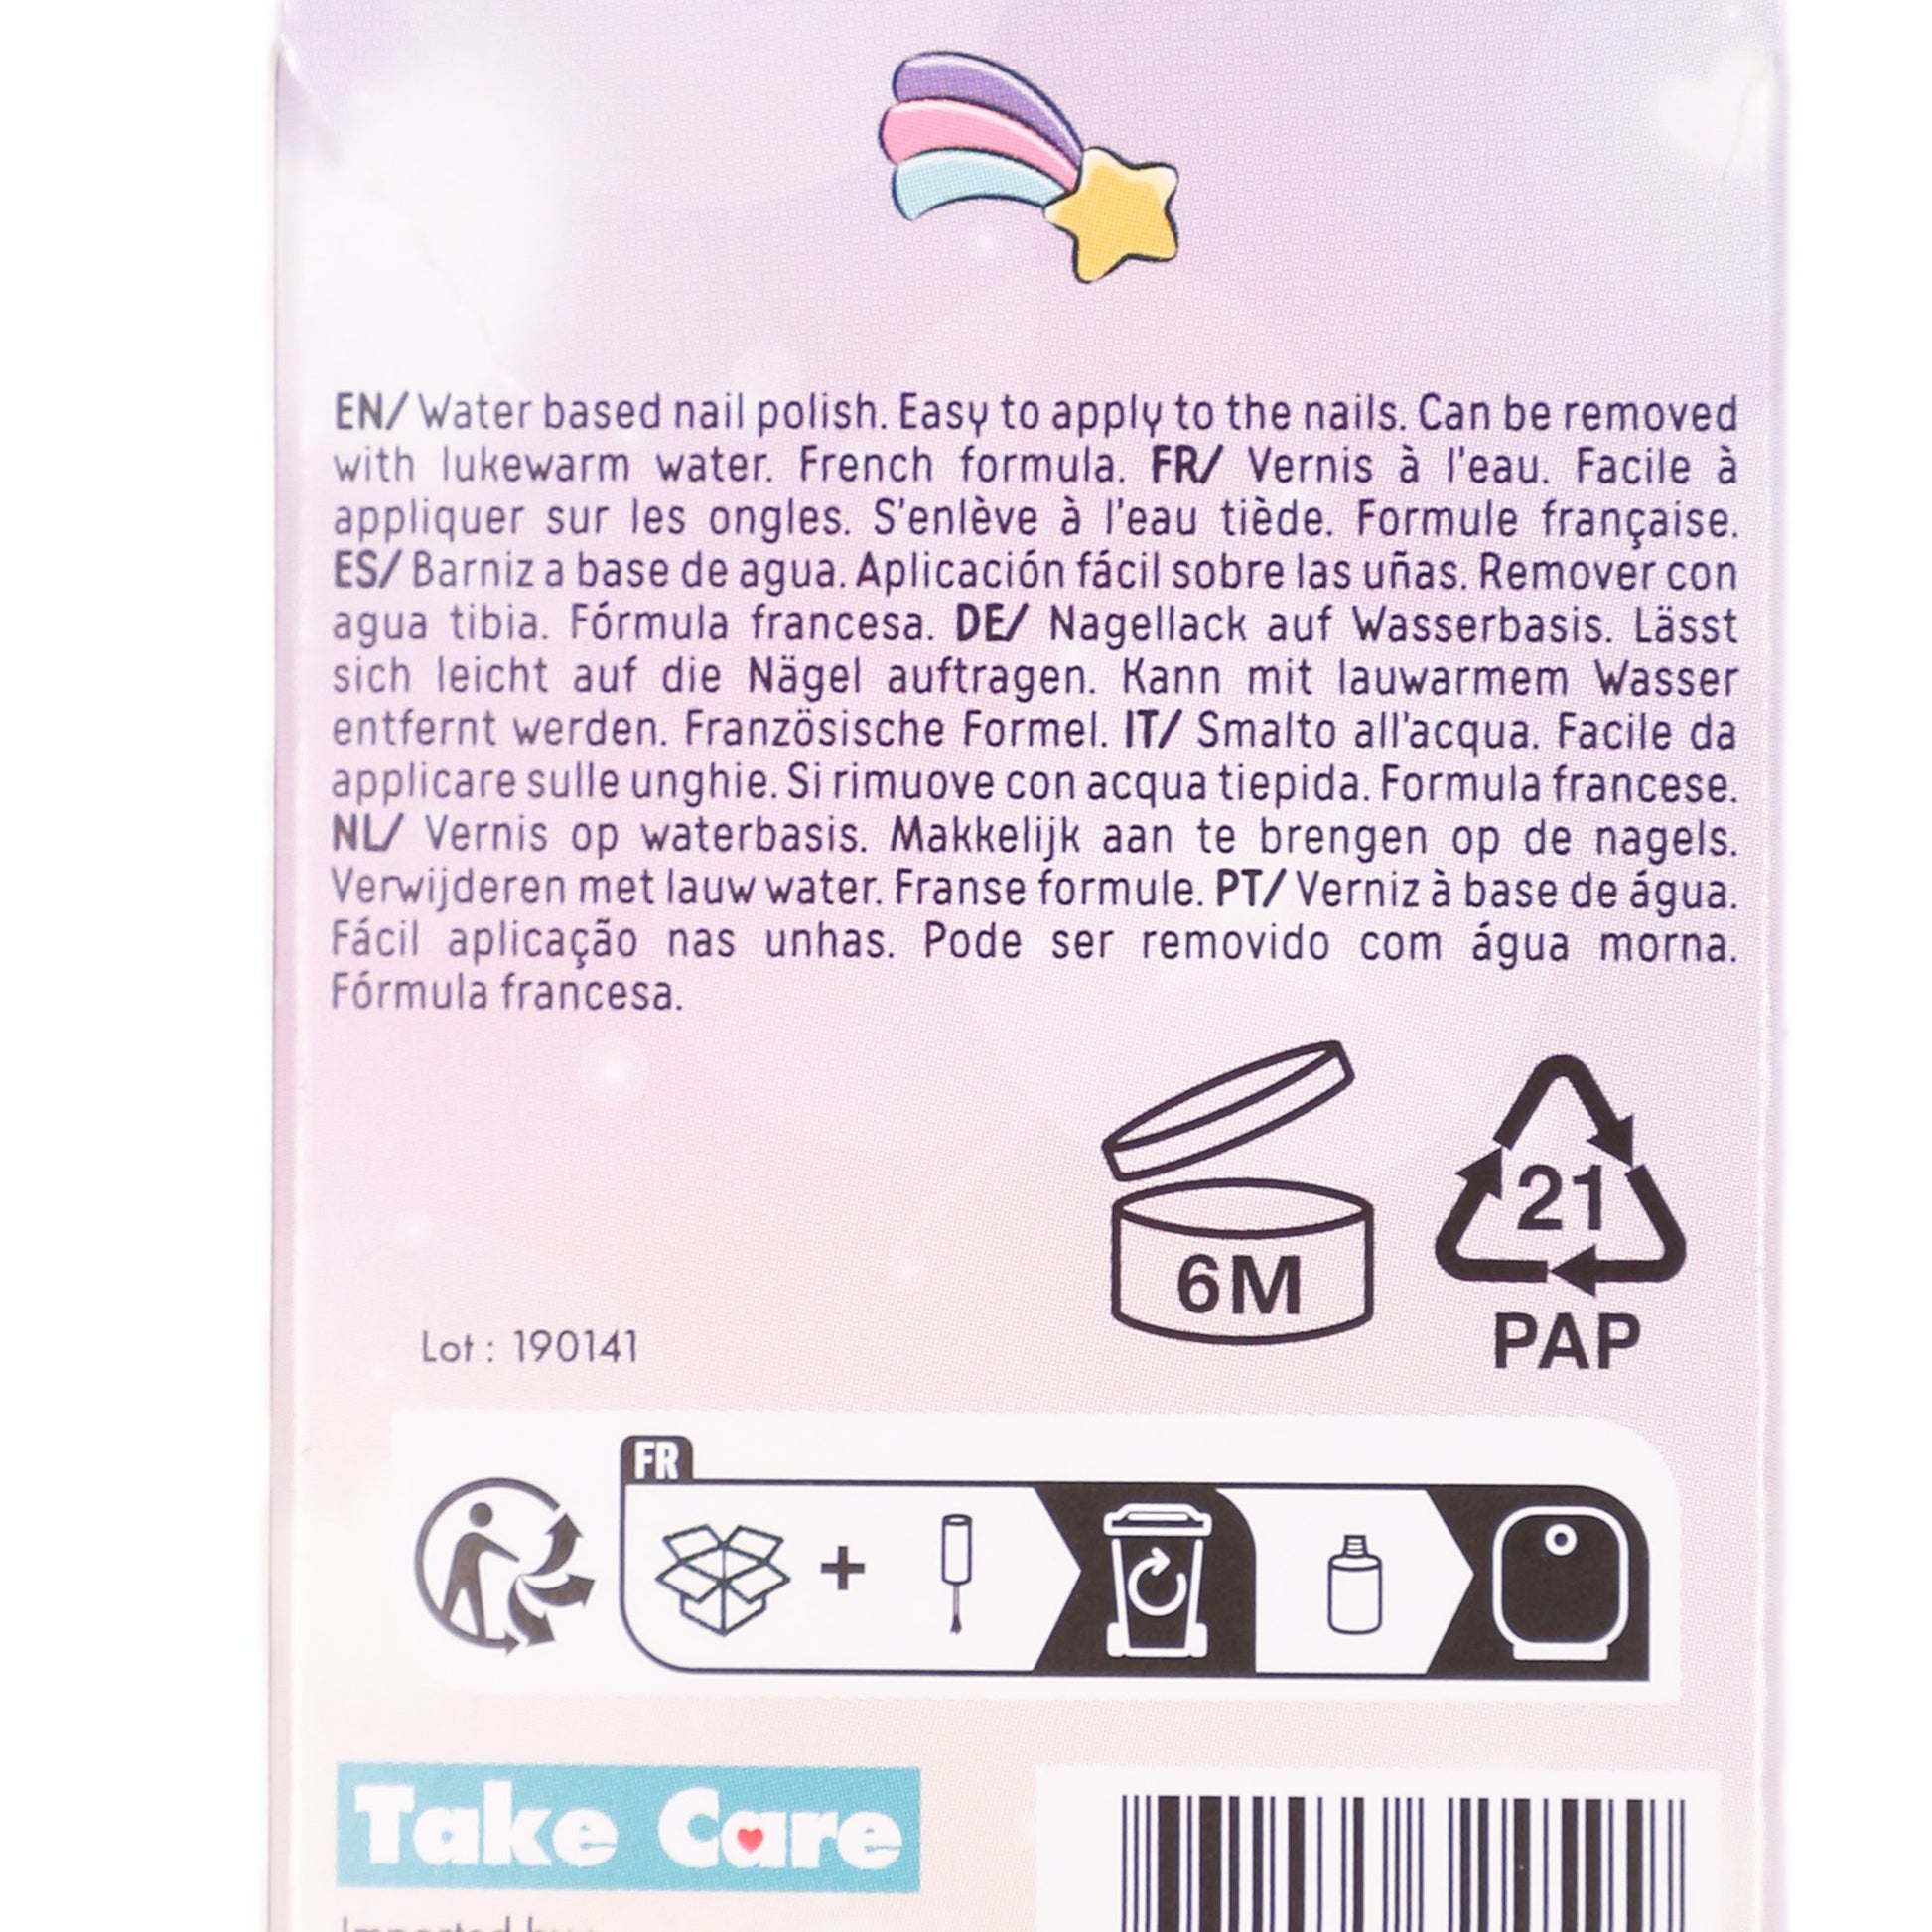 EN/ Water based nail polish. Easy to apply to the nails. Can be removed
with lukewarm water. French formula. FR/ Vernis à l'eau. Facile à
appliquer sur les ongles. S'enlève à l'eau tiède. Formule française.
ES/ Barniz a base de agua. Aplicación fácil sobre las uñas. Remover con
agua tibia. Fórmula francesa. DE/ Nagellack auf Wasserbasis. Lässt
sich leicht auf die Nägel auftragen. Kann mit lauwarmem Wasser
entfernt werden. Französische Formel. IT/ Smalto all'acqua. Facile da
applicare sulle unghie. Si rimuove con acqua tiepida. Formula francese.
NL/ Vernis op waterbasis. Makkelijk aan te brengen op de nagels.
Verwijderen met lauw water. Franse formule. PT/ Verniz à base de água.
Fácil aplicação nas unhas. Pode ser removido com água morna.
Fórmula francesa.
6M
21
PAP
Lot : 190141
FR
+
Take Care
Imported by :